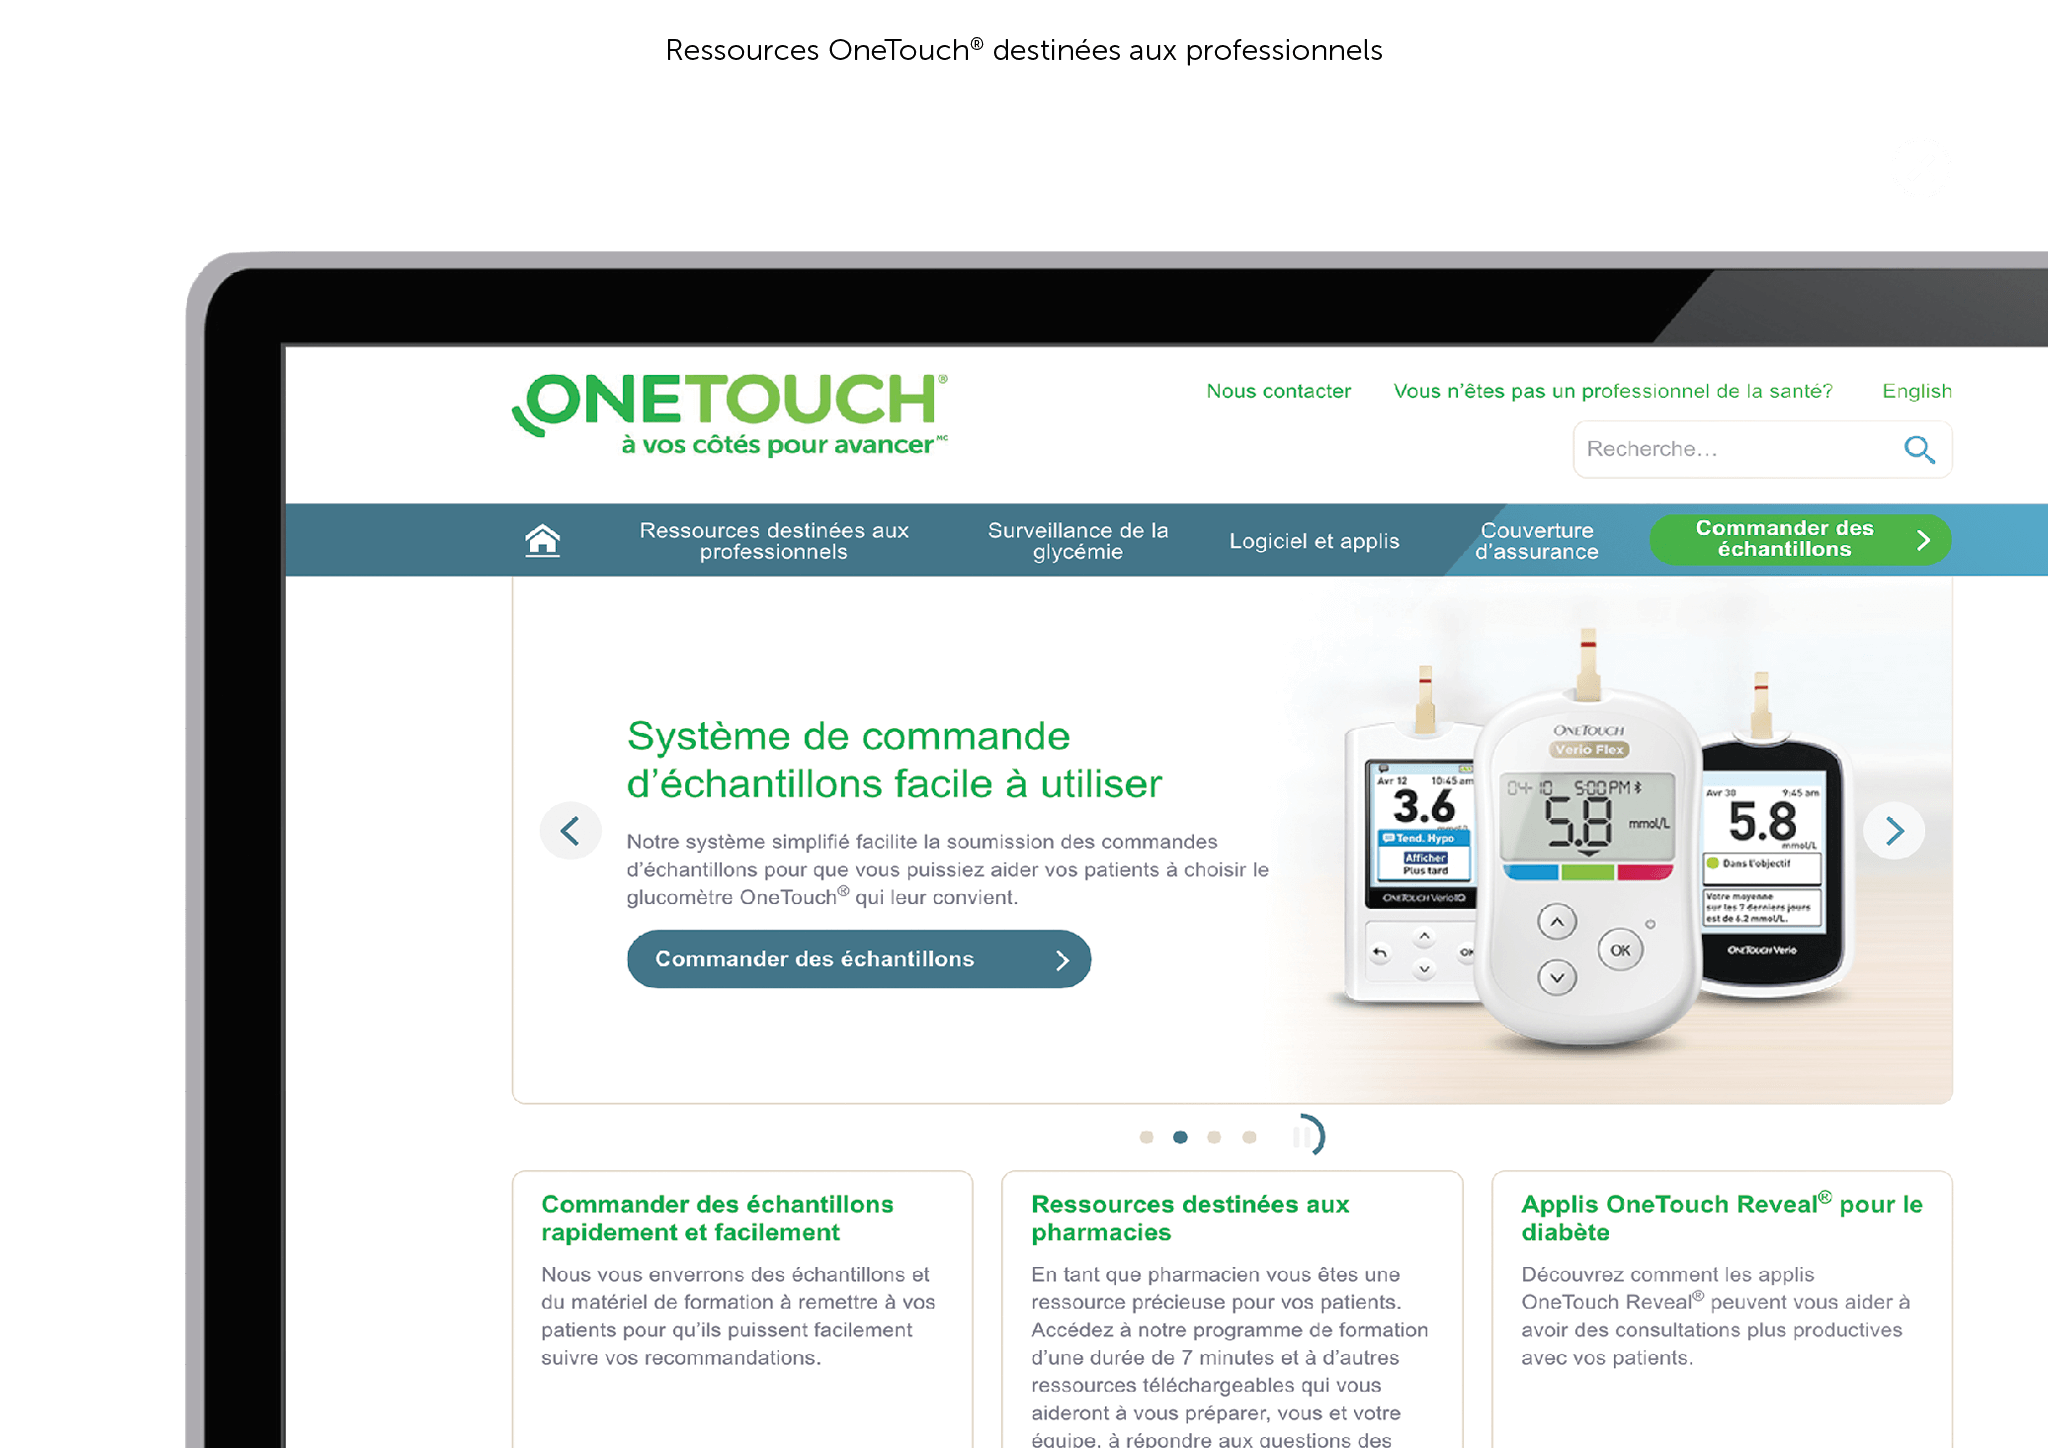 Ressources OneTouch® destinées aux professionnels
ONETOUCH®
à vos côtés pour avancer MC
Nous contacter
Vous n’êtes pas un professionnel de la santé?
English
Recherche…
Ressources destinées aux
professionnels
Surveillance de la
glycémie
Logiciel et applis
Couverture
d’assurance
Commander des
échantillons
Système de commande
d’échantillons facile à utiliser
Notre système simplifié facilite la soumission des commandes
d’échantillons pour que vous puissiez aider vos patients à choisir le
glucomètre OneTouch® qui leur convient.
Commander des échantillons
Avr 12 10:45 am
3.6
mmol/L
Tend. Hypo
Afficher
Plus tard
ONETOUCH VerioIQ
OK
ONETOUCH
Verio Flex
04-10 5:00PM
5.8 mmol/L
OK
Avr 30 9:45 am
5.8
mmol/L
Dans l’objectif
Votre moyenne
sur les 7 derniers jours
est de 6.2 mmol/L.
ONETOUCH Verio
Commander des échantillons
rapidement et facilement
Nous vous enverrons des échantillons et
du matériel de formation à remettre à vos
patients pour qu’ils puissent facilement
suivre vos recommandations.
Ressources destinées aux
pharmacies
En tant que pharmacien vous êtes une
ressource précieuse pour vos patients.
Accédez à notre programme de formation
d’une durée de 7 minutes et à d’autres
ressources téléchargeables qui vous
aideront à vous préparer, vous et votre
équipe, à répondre aux questions des
Applis OneTouch Reveal® pour le
diabète
Découvrez comment les applis
OneTouch Reveal® peuvent vous aider à
avoir des consultations plus productives
avec vos patients.